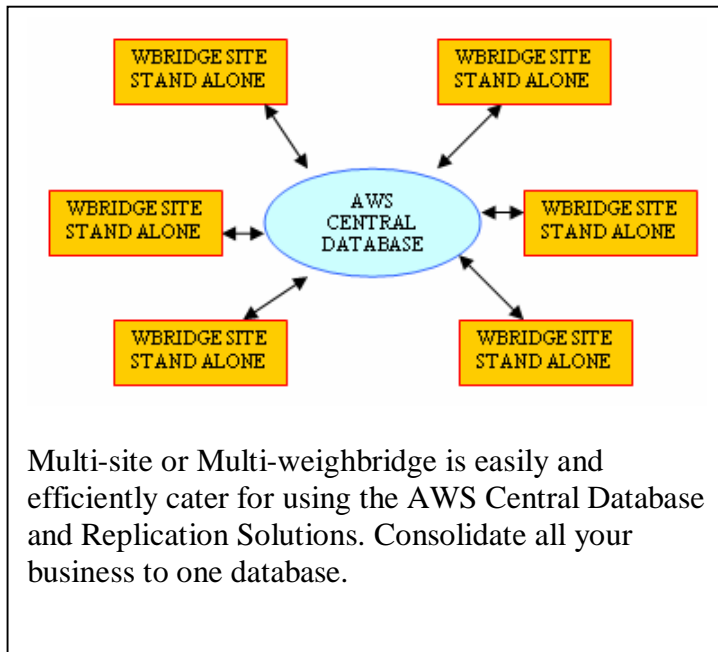 WBRIDGE SITE
STAND ALONE
WBRIDGE SITE
STAND ALONE
WBRIDGE SITE
STAND ALONE
AWS
CENTRAL
DATABASE
WBRIDGE SITE
STAND ALONE
WBRIDGE SITE
STAND ALONE
WBRIDGE SITE
STAND ALONE
Multi-site or Multi-weighbridge is easily and
efficiently cater for using the AWS Central Database
and Replication Solutions. Consolidate all your
business to one database.